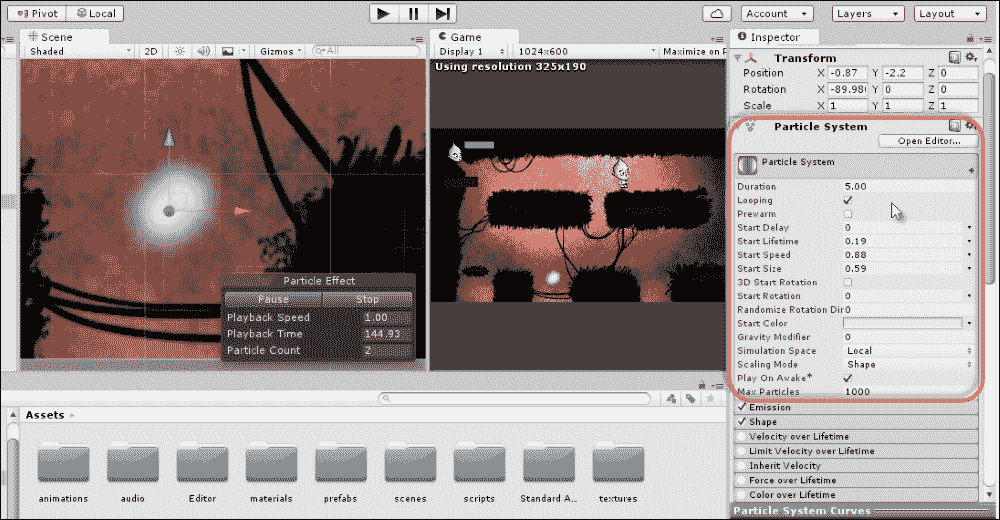 Pivot Local Account Layers Layout
Scene Game Inspector
Shaded 2D Gizmos All Display 1 1024x600 Maximize on P
Using resolution 325x190
Transform
Position X -0.87 Y -2.2 Z 0
Rotation X -89.980 Y 0 Z 0
Scale X 1 Y 1 Z 1
Particle System
Open Editor...
Particle System
Duration 5.00
Looping
Prewarm
Start Delay 0
Start Lifetime 0.19
Start Speed 0.88
Start Size 0.59
3D Start Rotation
Start Rotation 0
Randomize Rotation Dir 0
Start Color
Gravity Modifier 0
Simulation Space Local
Scaling Mode Shape
Play On Awake*
Max Particles 1000
Emission
Shape
Velocity over Lifetime
Limit Velocity over Lifetime
Inherit Velocity
Force over Lifetime
Color over Lifetime
Particle System Curves
Particle Effect
Pause Stop
Playback Speed 1.00
Playback Time 144.93
Particle Count 2
Assets
animations audio Editor materials prefabs scenes scripts Standard A... textures